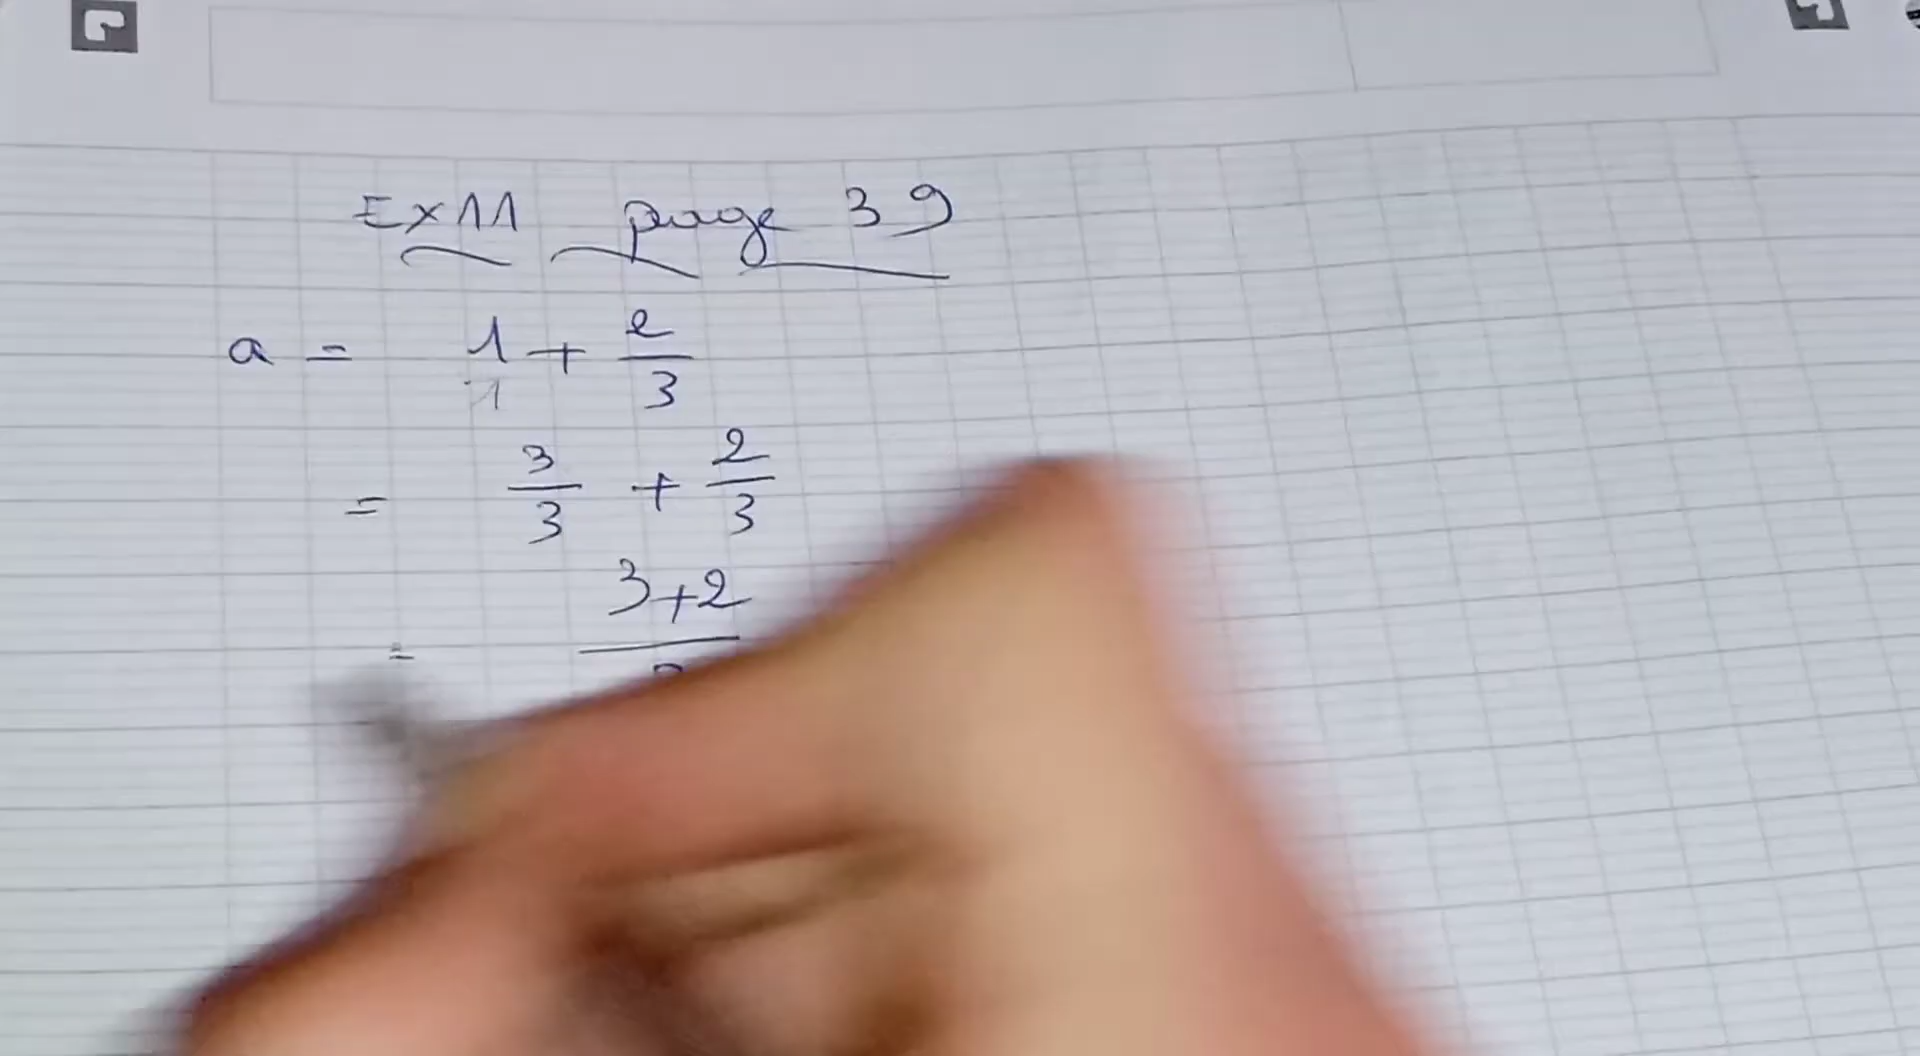 Ex 11 page 39
a = 1/1 + 2/3
= 3/3 + 2/3
= 3+2